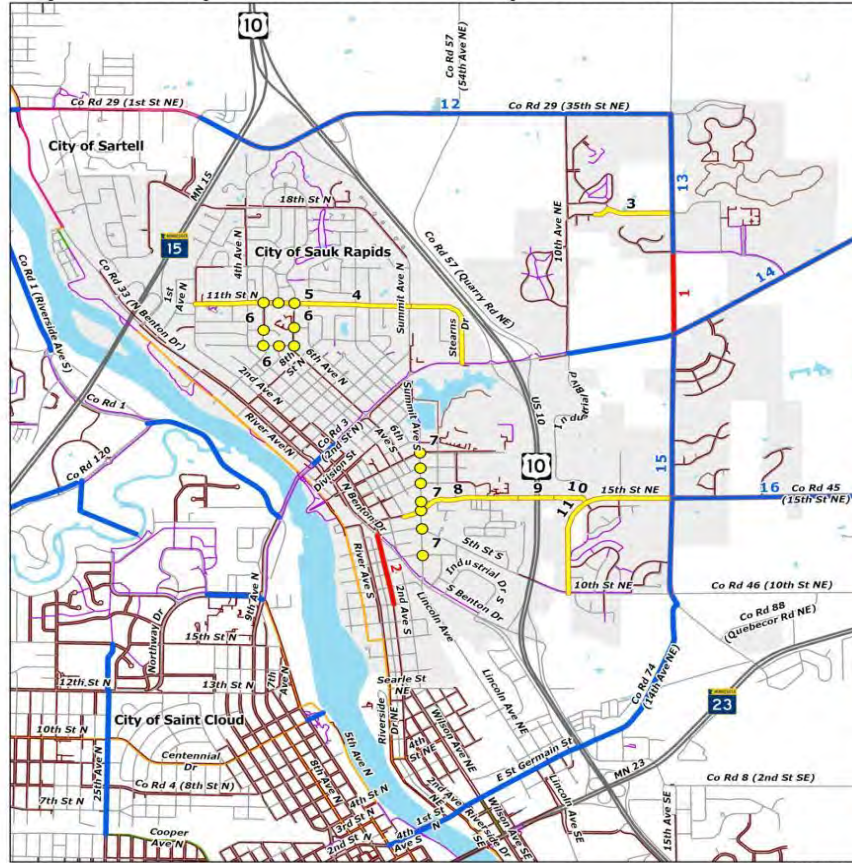 10
Co Rd 57
(54th Ave NE)
Co Rd 29 (1st St NE)
12
Co Rd 29 (35th St NE)
City of Sartell
MN 15
13
3
18th St N
10th Ave NE
15
4th Ave N
City of Sauk Rapids
Summit Ave N
Co Rd 57 (Quarry Rd NE)
Co Rd 1 (Riverside Ave S)
Co Rd 33 (N Benton Dr)
1st
Ave N
11th St N
5
4
14
1
6
6
Stearns
Dr
6
8th
St N
6th Ave N
2nd Ave N
US 10
Industrial
Blvd
River Ave N
Co Rd 3
(2nd St N)
Summit Ave S
Co Rd 1
6th
Ave S
7
10
15
Co Rd 120
Division St
N Benton Dr
7
8
9
10
15th St NE
16
Co Rd 45
(15th St NE)
11
7
5th St S
2
River Ave S
2nd Ave S
Industrial Dr S
S Benton Dr
10th St NE
Co Rd 46 (10th St NE)
9th Ave N
Lincoln Ave
Co Rd 88
(Quebecor Rd NE)
Northway Dr
15th St N
7th
Ave N
Lincoln Ave NE
Co Rd 74
(14th Ave NE)
12th St N
13th St N
Searle St
NE
23
City of Saint Cloud
Riverside
Dr NE
Wilson Ave NE
10th St N
5th Ave N
4th
St NE
Centennial
Dr
E St Germain St
MN 23
25th Ave N
Co Rd 4 (8th St N)
8th Ave N
Co Rd 8 (2nd St SE)
7th St N
4th St N
3rd St N
2nd St N
1st St
N
4th
Ave S
2nd Ave
NE
Riverside
Dr
SE
Wilson
Ave SE
Lincoln
Ave SE
15th Ave SE
Cooper
Ave N